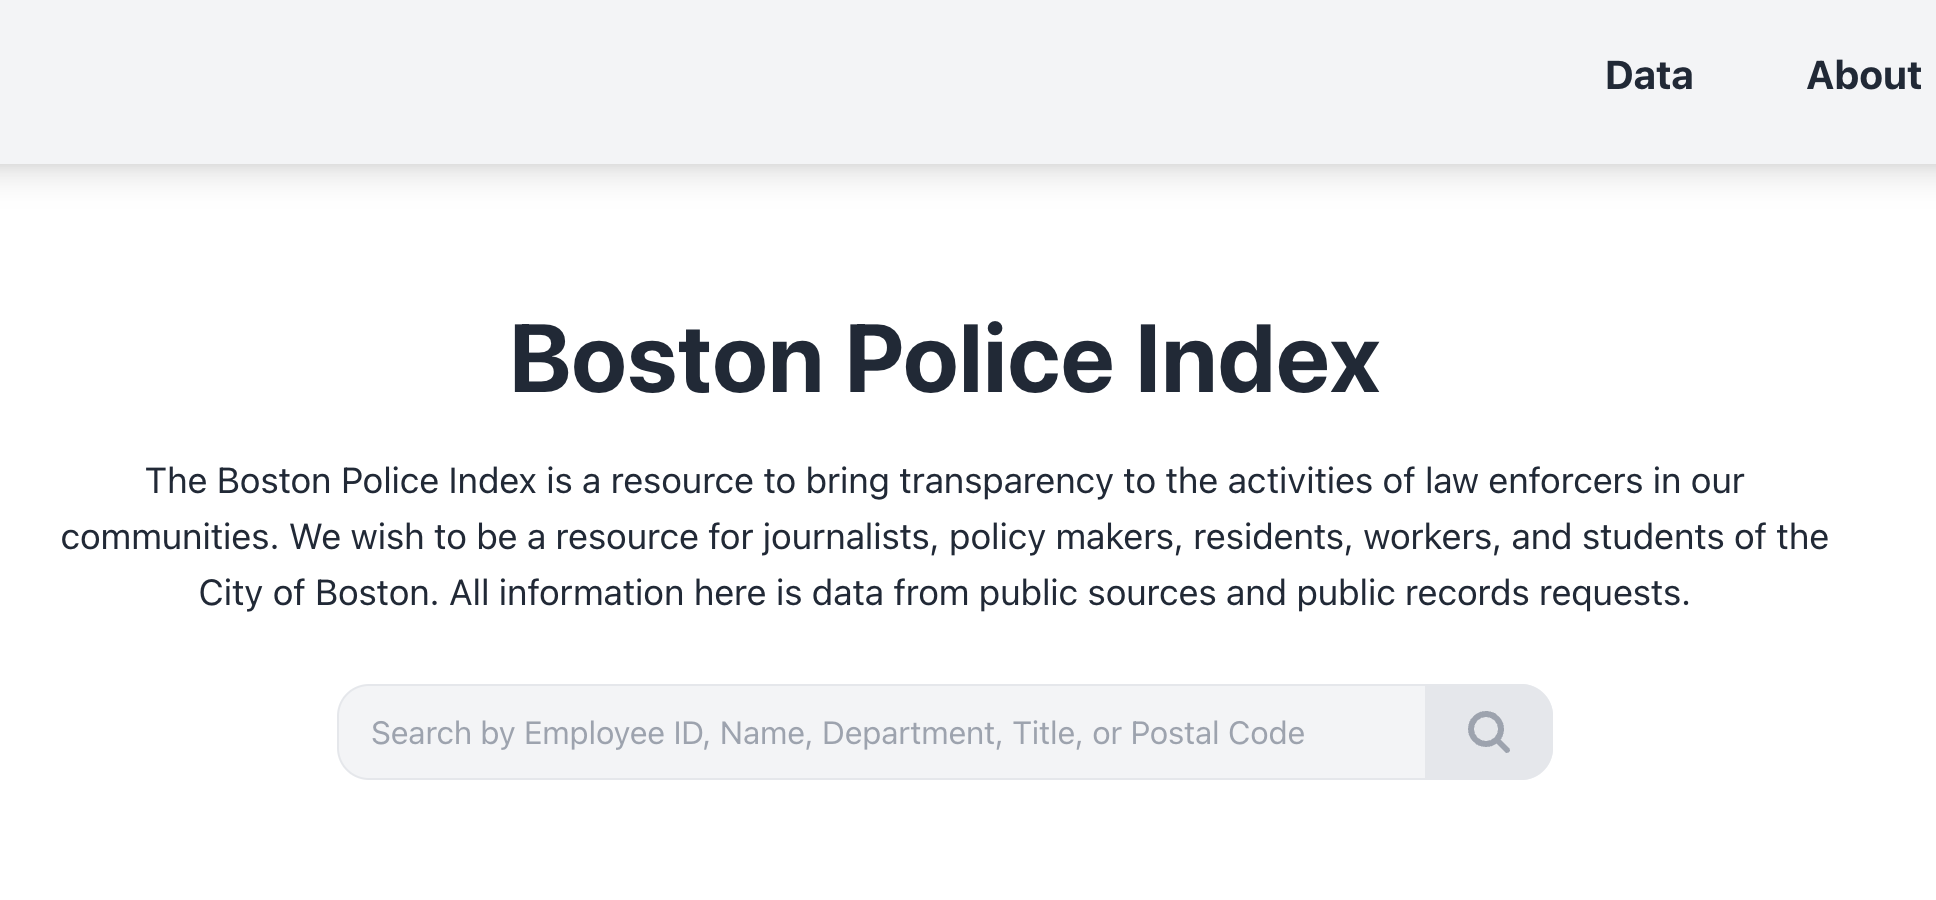 Data About
Boston Police Index
The Boston Police Index is a resource to bring transparency to the activities of law enforcers in our
communities. We wish to be a resource for journalists, policy makers, residents, workers, and students of the
City of Boston. All information here is data from public sources and public records requests.
Search by Employee ID, Name, Department, Title, or Postal Code